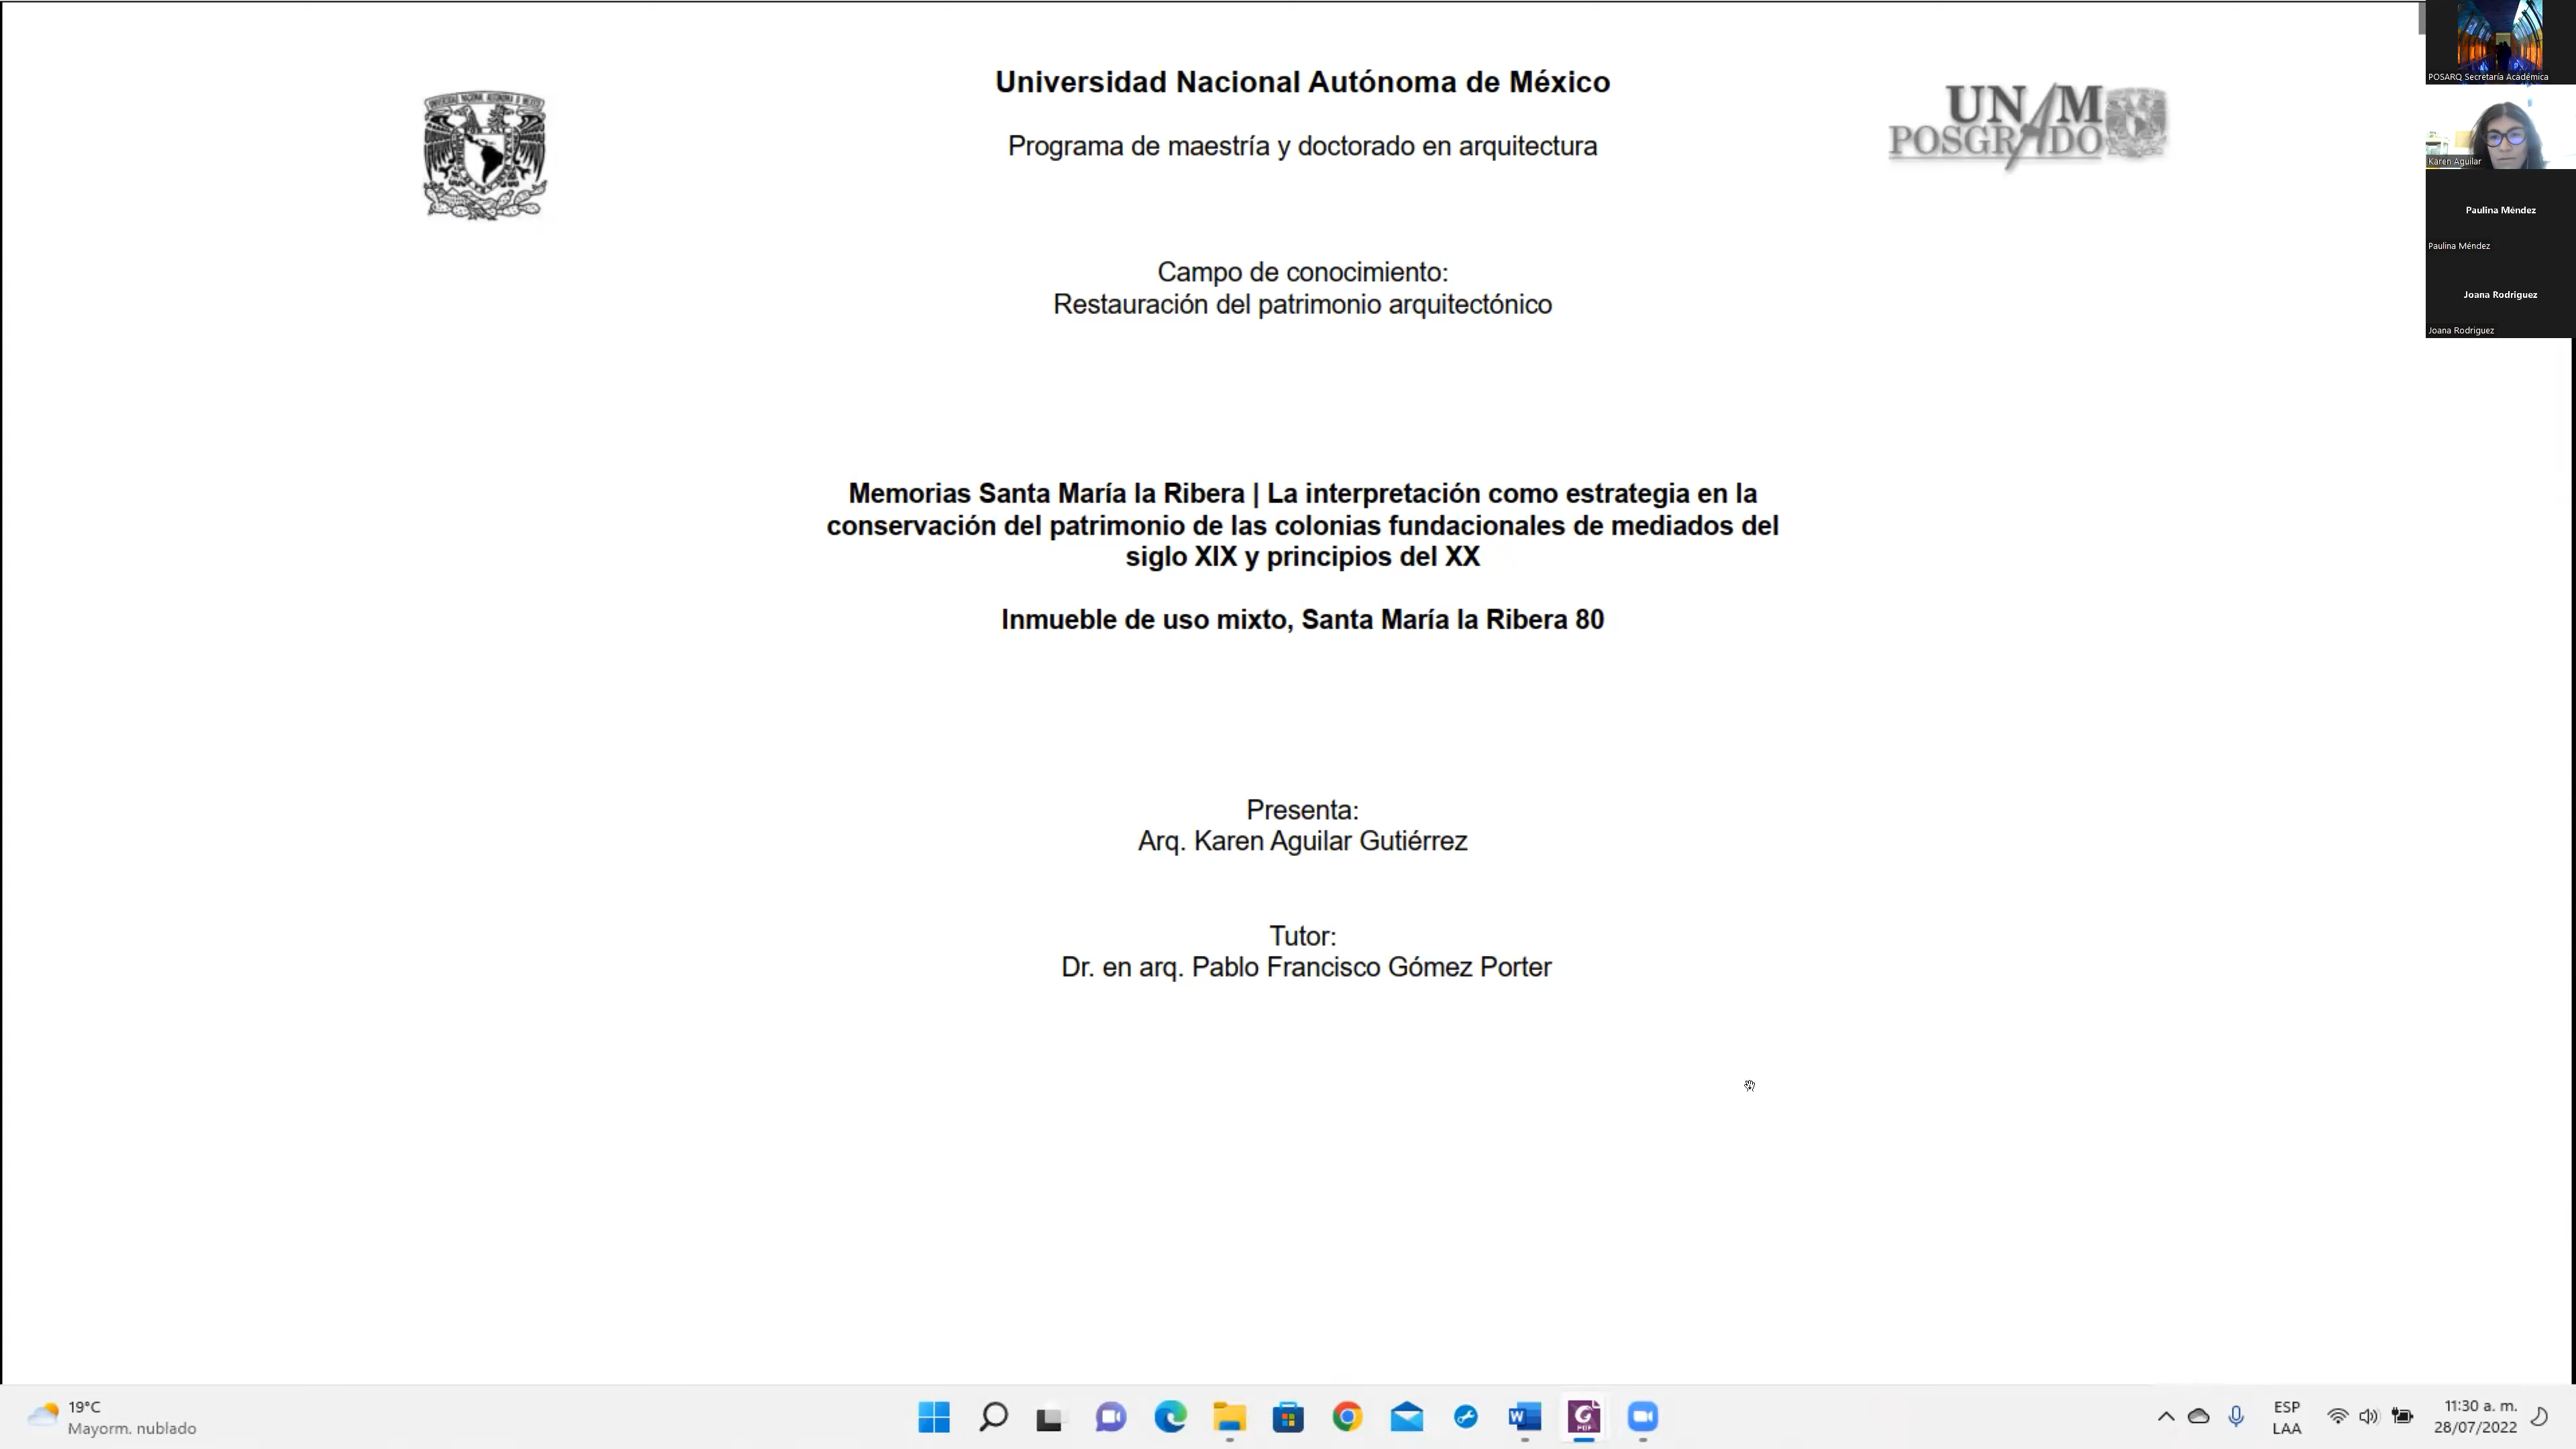 Universidad Nacional Autónoma de México
Programa de maestría y doctorado en arquitectura
UNAM
POSGRADO
Campo de conocimiento:
Restauración del patrimonio arquitectónico
Memorias Santa María la Ribera | La interpretación como estrategia en la
conservación del patrimonio de las colonias fundacionales de mediados del
siglo XIX y principios del XX
Inmueble de uso mixto, Santa María la Ribera 80
Presenta:
Arq. Karen Aguilar Gutiérrez
Tutor:
Dr. en arq. Pablo Francisco Gómez Porter
POSARQ Secretaría Académica
Karen Aguilar
Paulina Méndez
Paulina Méndez
Joana Rodriguez
Joana Rodriguez
19°C
Mayorm. nublado
W
G
PDF
ESP
LAA
11:30 a. m.
28/07/2022